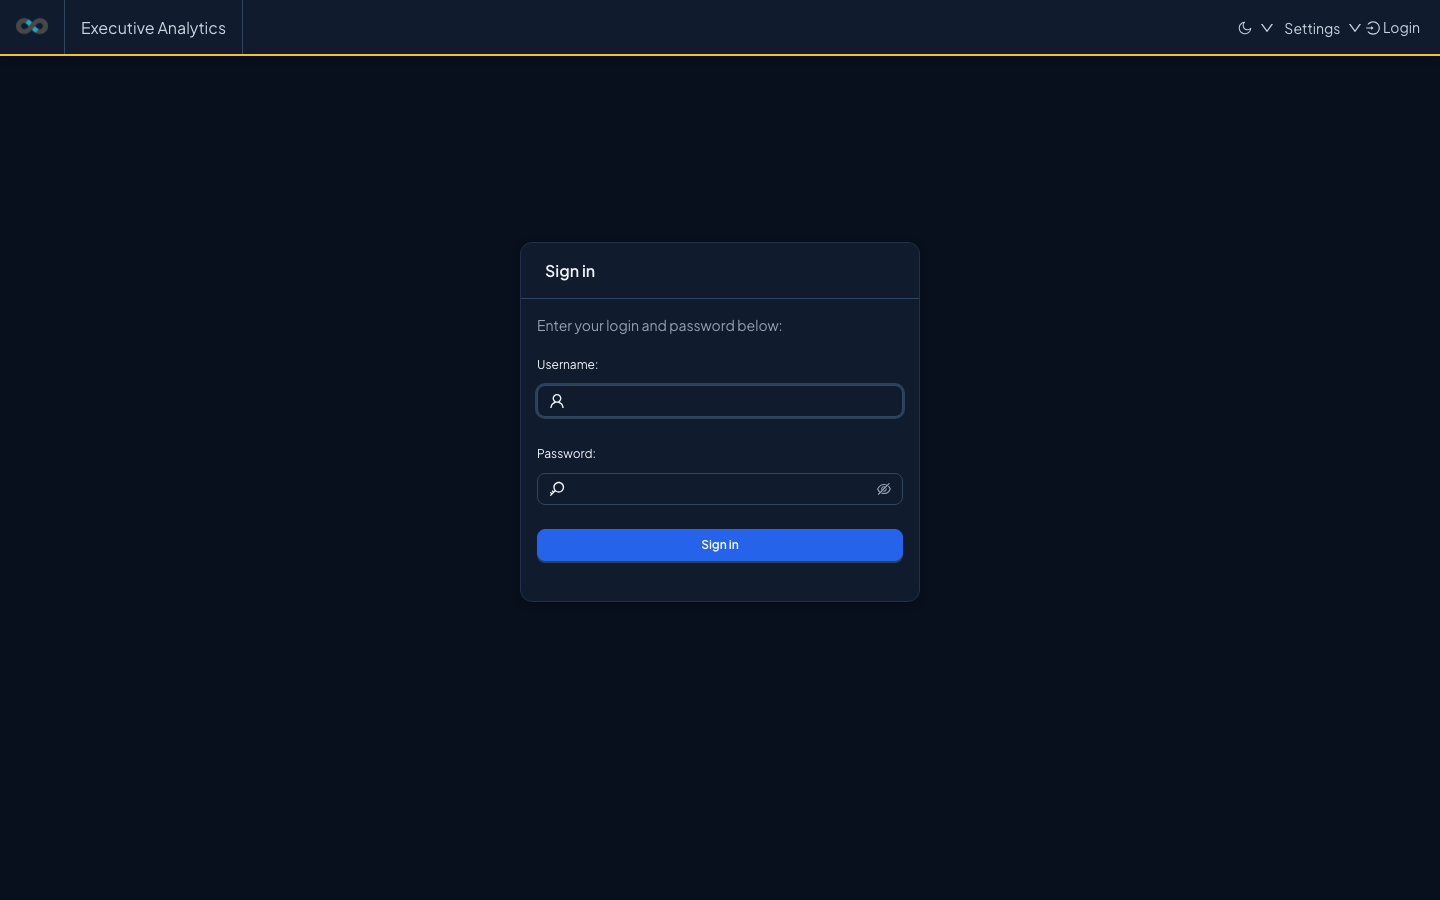 Executive Analytics
Settings
Login
Sign in
Enter your login and password below:
Username:
Password:
Sign in